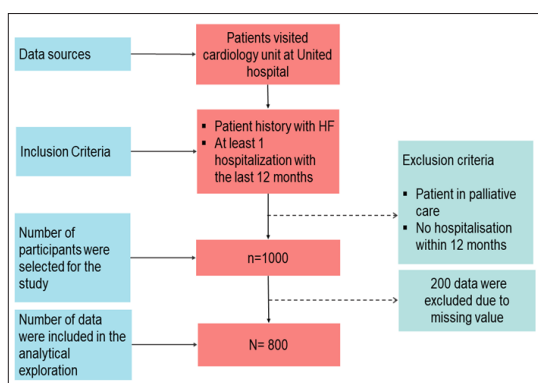 Data sources
Patients visited
cardiology unit at United
hospital
Inclusion Criteria
▪ Patient history with HF
▪ At least 1
hospitalization with
the last 12 months
Exclusion criteria
▪ Patient in palliative
care
▪ No hospitalisation
within 12 months
Number of
participants were
selected for the
study
n=1000
200 data were
excluded due to
missing value
Number of data
were included in the
analytical
exploration
N= 800